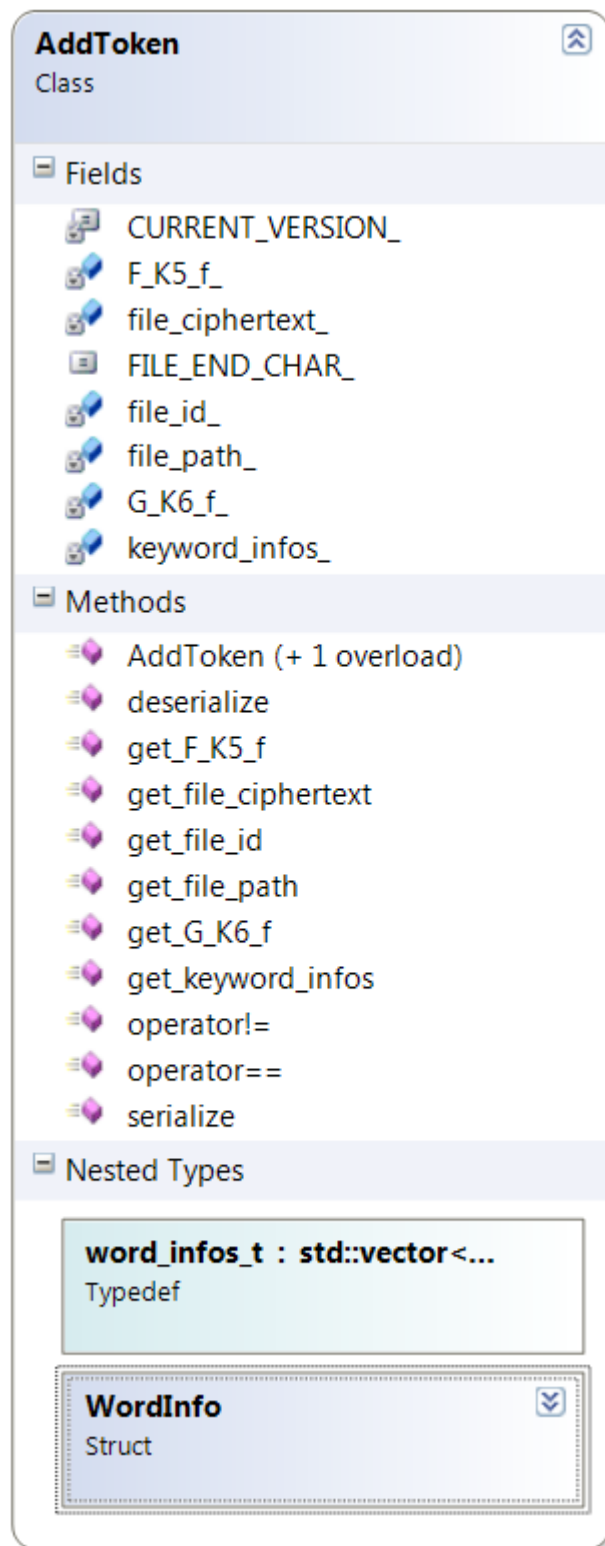 AddToken
Class
Fields
CURRENT_VERSION_
F_K5_f_
file_ciphertext_
FILE_END_CHAR_
file_id_
file_path_
G_K6_f_
keyword_infos_
Methods
AddToken (+ 1 overload)
deserialize
get_F_K5_f
get_file_ciphertext
get_file_id
get_file_path
get_G_K6_f
get_keyword_infos
operator!=
operator==
serialize
Nested Types
word_infos_t : std::vector<...
Typedef
WordInfo
Struct